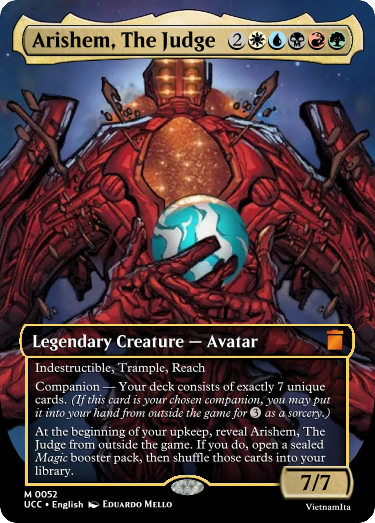 Arishem, The Judge 2
Legendary Creature — Avatar
Indestructible, Trample, Reach
Companion — Your deck consists of exactly 7 unique
cards. (If this card is your chosen companion, you may
put it into your hand from outside the game for 3 as a sorcery.)
At the beginning of your upkeep, reveal Arishem, The
Judge from outside the game. If you do, open a sealed
Magic booster pack, then shuffle those cards into your
library.
7/7
M 0052
UCC • English Eduardo Mello
VietnamIta